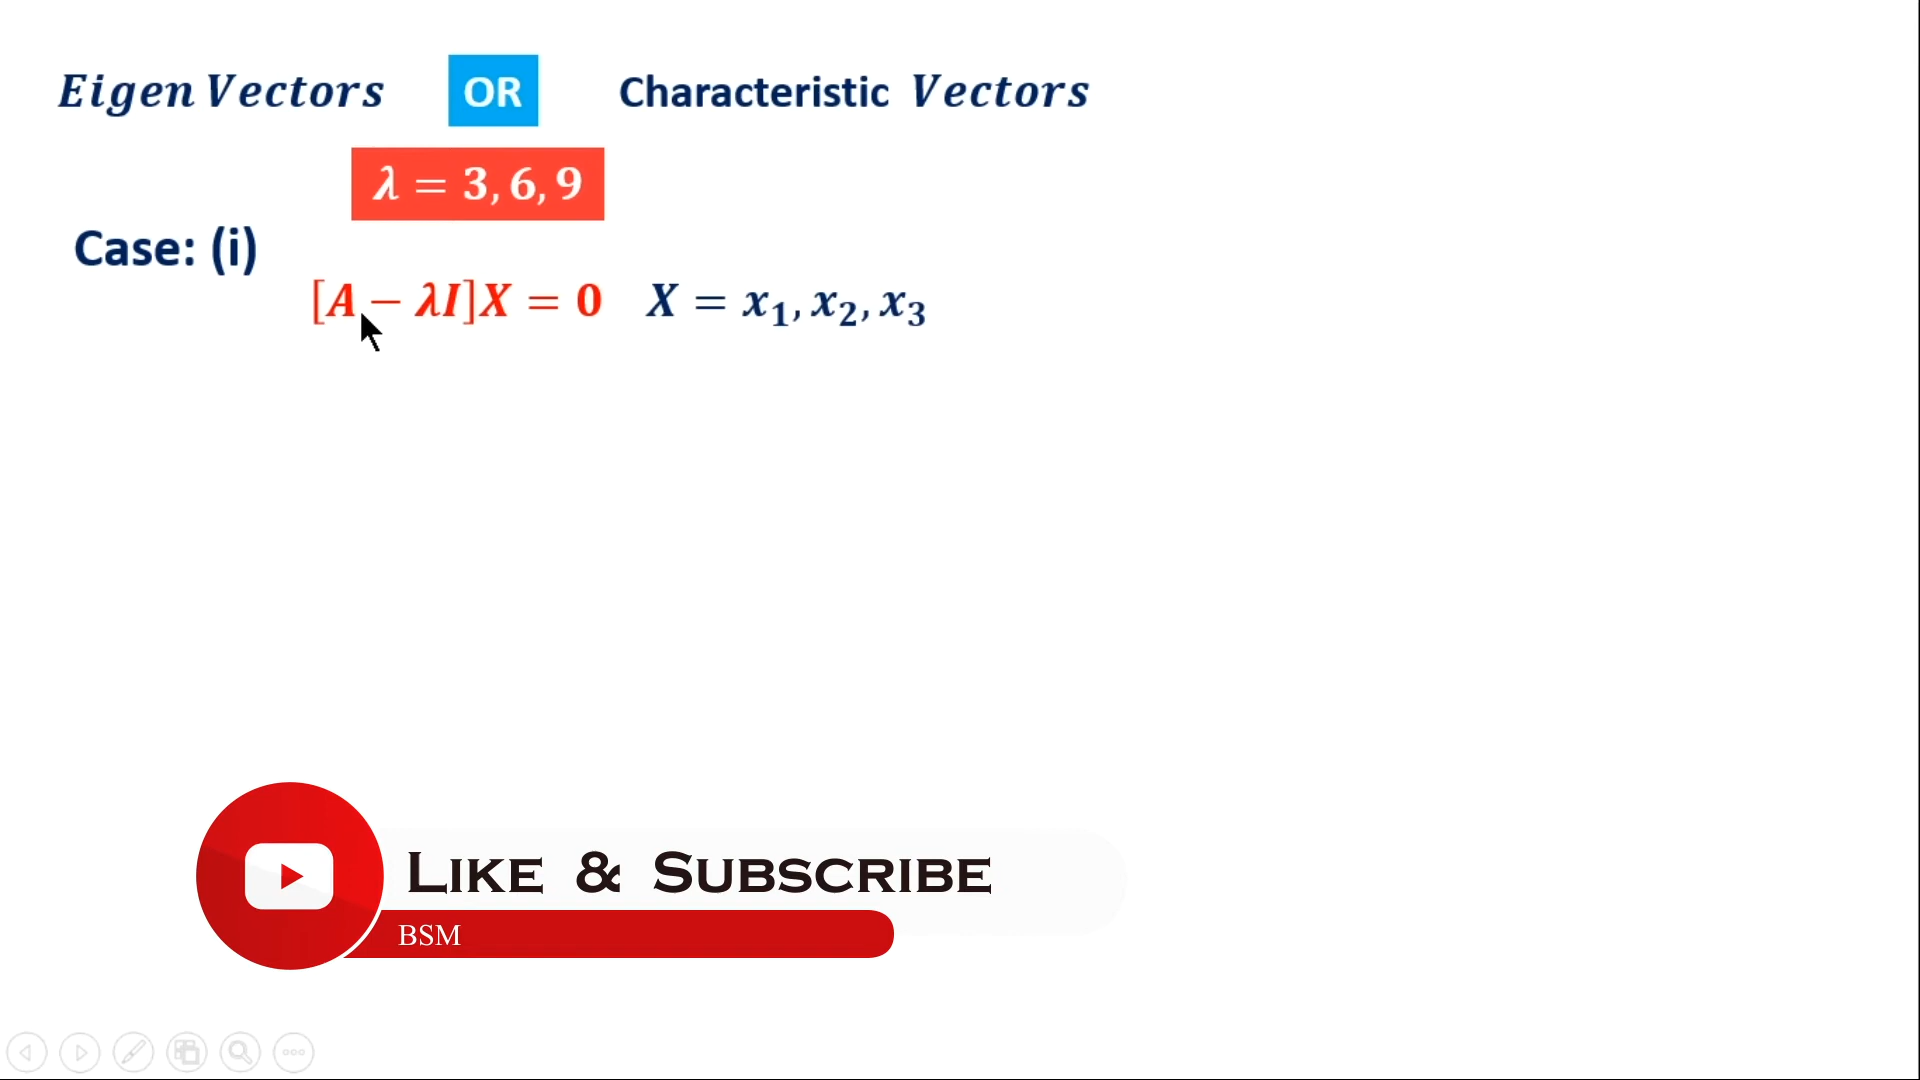 Eigen Vectors OR Characteristic Vectors
λ = 3, 6, 9
Case: (i)
[A − λI]X = 0 X = x₁, x₂, x₃
LIKE & SUBSCRIBE
BSM